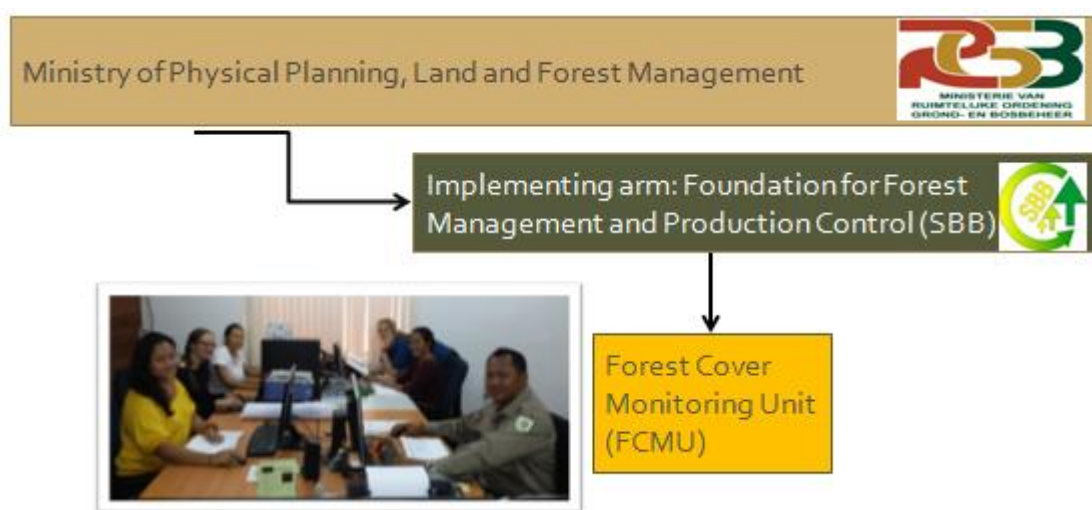 Ministry of Physical Planning, Land and Forest Management
RGB
MINISTERIE VAN
RUIMTELIJKE ORDENING
GROND- EN BOSBEHEER
Implementing arm: Foundation for Forest
Management and Production Control (SBB)
SBB
Forest Cover
Monitoring Unit
(FCMU)